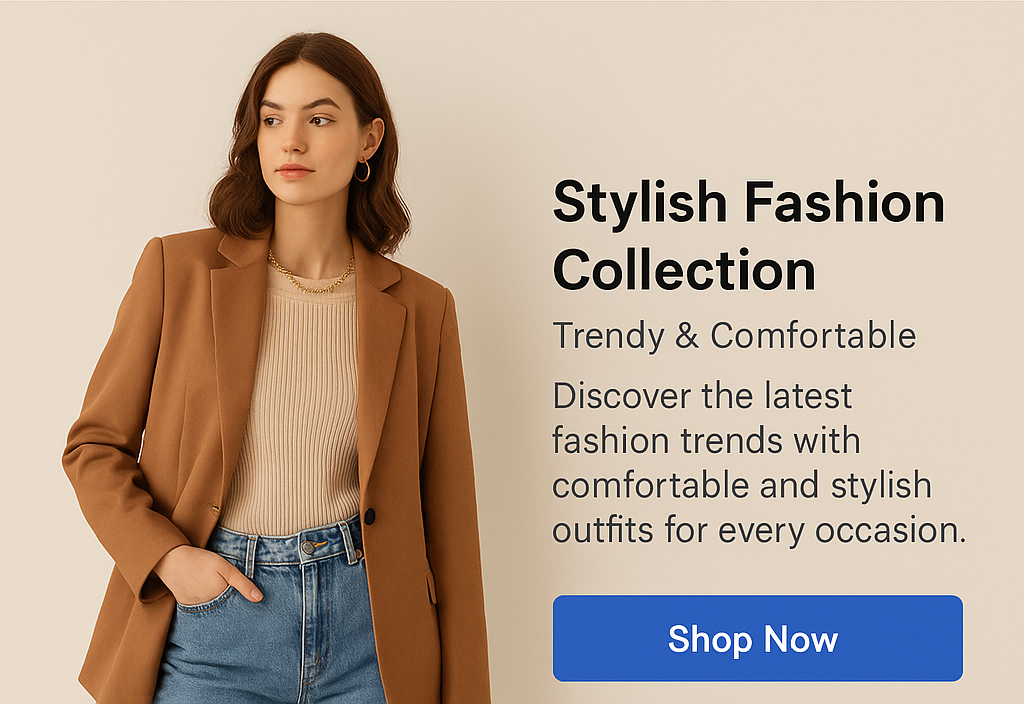 Stylish Fashion
Collection
Trendy & Comfortable
Discover the latest
fashion trends with
comfortable and stylish
outfits for every occasion.
Shop Now